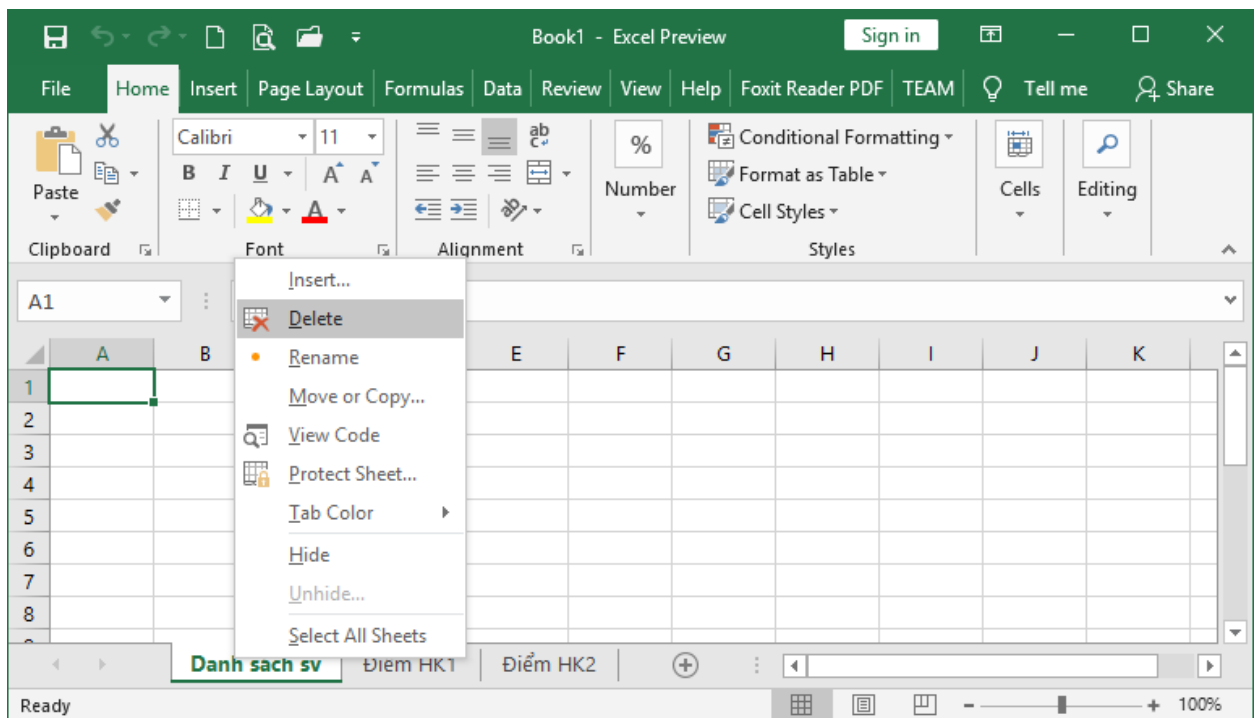 Book1 - Excel Preview Sign in
File Home Insert Page Layout Formulas Data Review View Help Foxit Reader PDF TEAM Tell me Share
Calibri 11 ab % Conditional Formatting
Paste B I U A A Number Format as Table Cells Editing
A Cell Styles
Clipboard Font Alignment Styles
Insert...
A1
Delete
A B E F G H I J K
Rename
1
Move or Copy...
2
View Code
3
Protect Sheet...
4
Tab Color
5
6 Hide
7
Unhide...
8
Select All Sheets
Danh sach sv Điểm HK1 Điểm HK2
Ready 100%